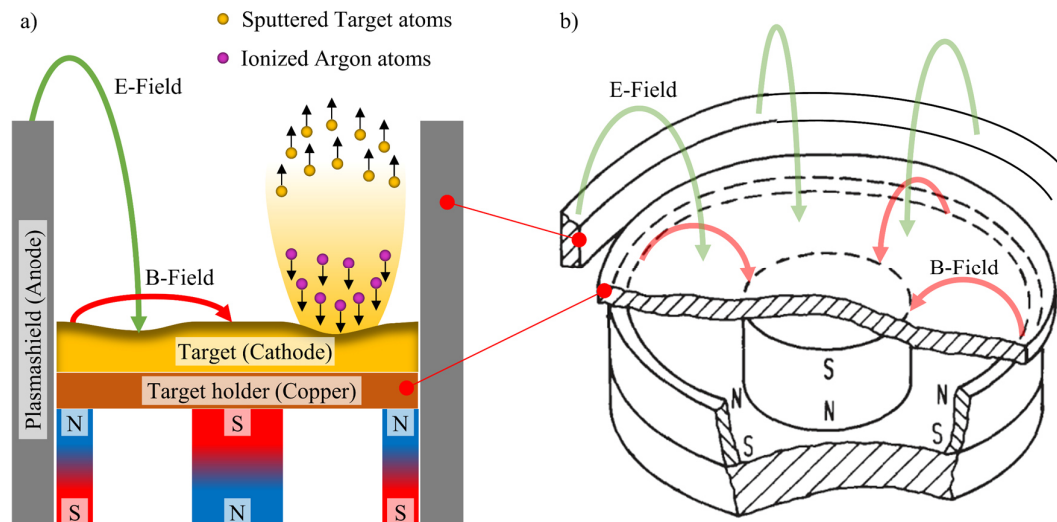 a)
Sputtered Target atoms
Ionized Argon atoms
E-Field
B-Field
Plasmashield (Anode)
Target (Cathode)
Target holder (Copper)
N
S
N
S
N
S
b)
E-Field
B-Field
S
N
N
S
N
S